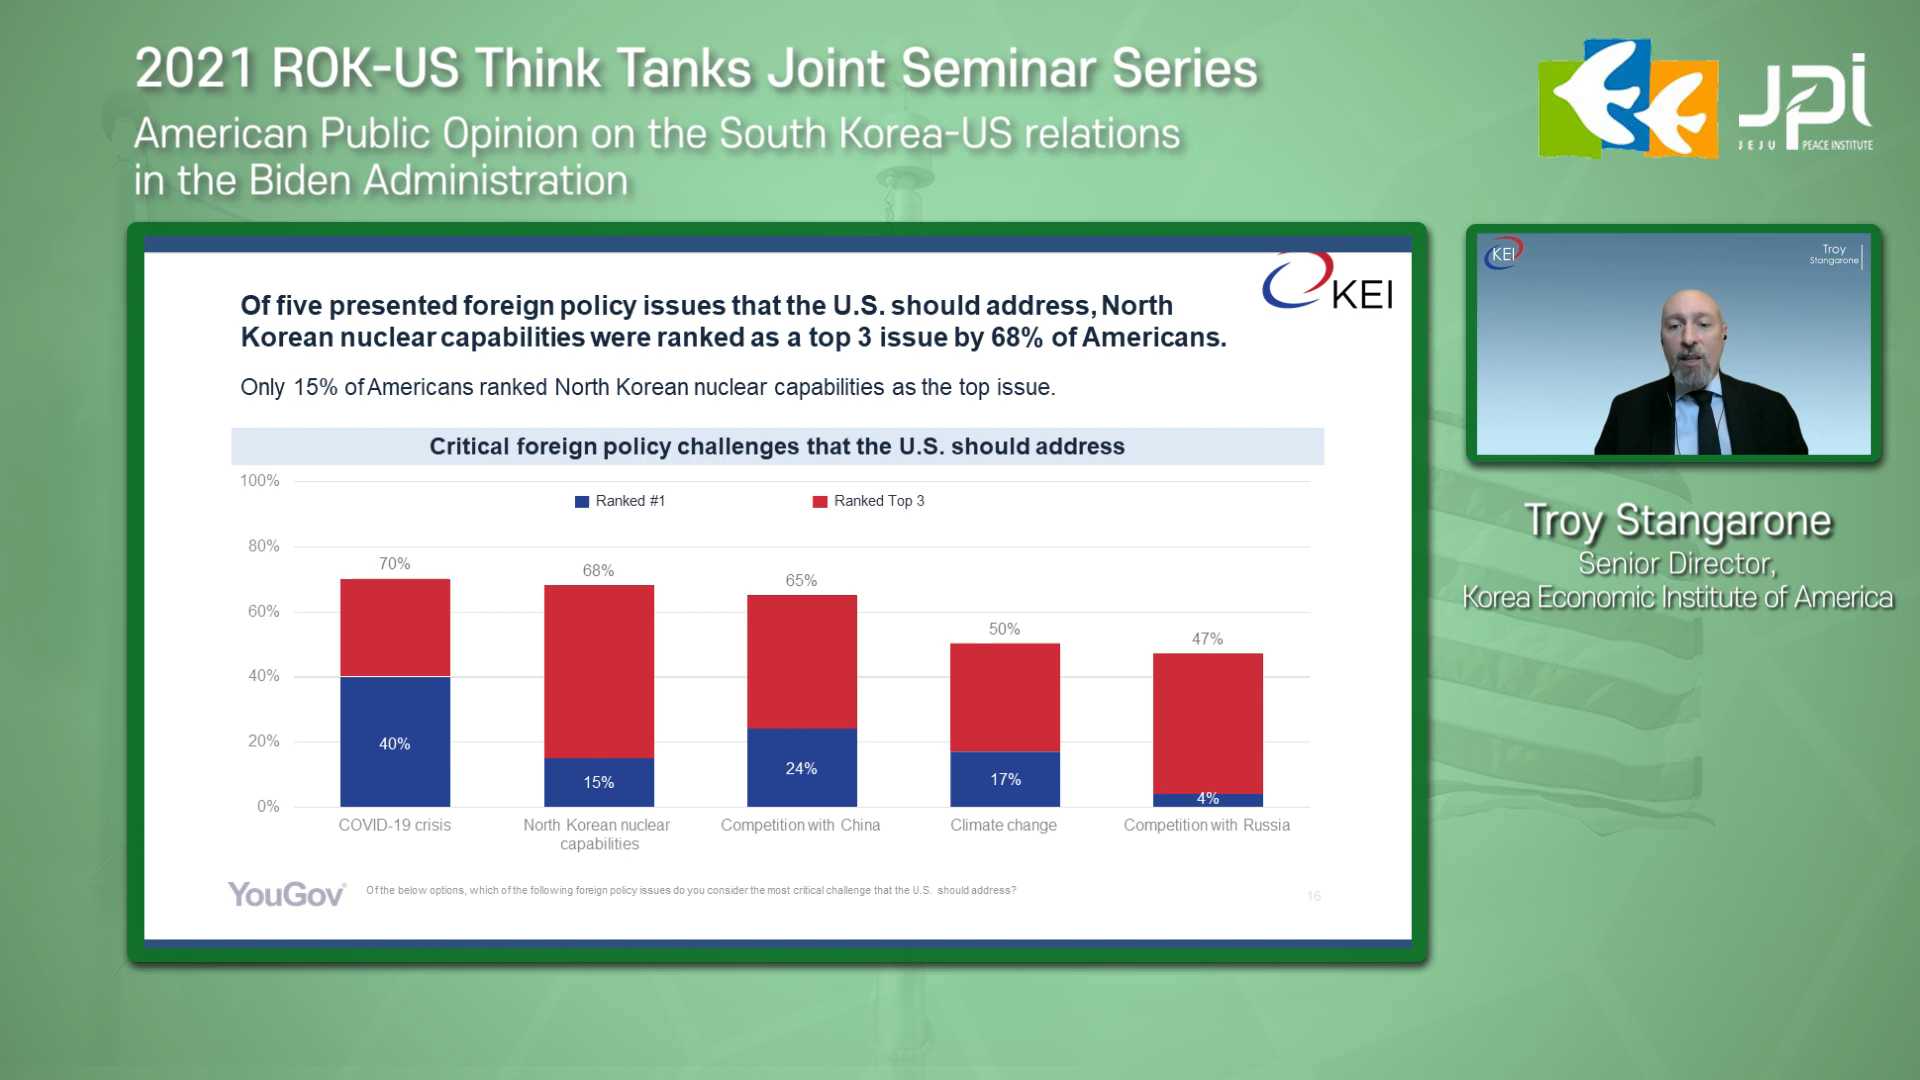 2021 ROK-US Think Tanks Joint Seminar Series
American Public Opinion on the South Korea-US relations
in the Biden Administration
JPI
JEJU PEACE INSTITUTE
KEI
Of five presented foreign policy issues that the U.S. should address, North
Korean nuclear capabilities were ranked as a top 3 issue by 68% of Americans.
Only 15% of Americans ranked North Korean nuclear capabilities as the top issue.
Critical foreign policy challenges that the U.S. should address
100%
Ranked #1
Ranked Top 3
80%
60%
40%
20%
0%
70%
68%
65%
50%
47%
40%
15%
24%
17%
4%
COVID-19 crisis
North Korean nuclear
capabilities
Competition with China
Climate change
Competition with Russia
YouGov
Of the below options, which of the following foreign policy issues do you consider the most critical challenge that the U.S. should address?
16
KEI
Troy
Stangarone
Troy Stangarone
Senior Director,
Korea Economic Institute of America